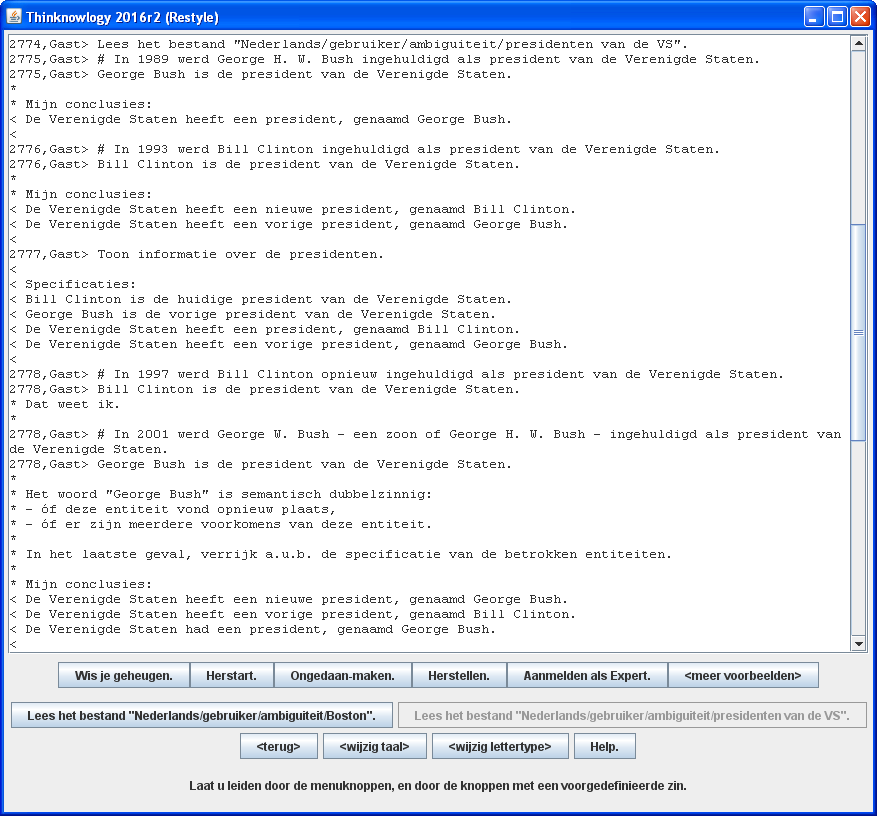 Thinknowlogy 2016r2 (Restyle)
2774,Gast> Lees het bestand "Nederlands/gebruiker/ambiguiteit/presidenten van de VS".
2775,Gast> # In 1989 werd George H. W. Bush ingehuldigd als president van de Verenigde Staten.
2775,Gast> George Bush is de president van de Verenigde Staten.
*
* Mijn conclusies:
< De Verenigde Staten heeft een president, genaamd George Bush.
<
2776,Gast> # In 1993 werd Bill Clinton ingehuldigd als president van de Verenigde Staten.
2776,Gast> Bill Clinton is de president van de Verenigde Staten.
*
* Mijn conclusies:
< De Verenigde Staten heeft een nieuwe president, genaamd Bill Clinton.
< De Verenigde Staten heeft een vorige president, genaamd George Bush.
<
2777,Gast> Toon informatie over de presidenten.
<
< Specificaties:
< Bill Clinton is de huidige president van de Verenigde Staten.
< George Bush is de vorige president van de Verenigde Staten.
< De Verenigde Staten heeft een president, genaamd Bill Clinton.
< De Verenigde Staten heeft een vorige president, genaamd George Bush.
<
2778,Gast> # In 1997 werd Bill Clinton opnieuw ingehuldigd als president van de Verenigde Staten.
2778,Gast> Bill Clinton is de president van de Verenigde Staten.
* Dat weet ik.
*
2778,Gast> # In 2001 werd George W. Bush - een zoon of George H. W. Bush - ingehuldigd als president van
de Verenigde Staten.
2778,Gast> George Bush is de president van de Verenigde Staten.
*
* Het woord "George Bush" is semantisch dubbelzinnig:
* - óf deze entiteit vond opnieuw plaats,
* - óf er zijn meerdere voorkomens van deze entiteit.
*
* In het laatste geval, verrijk a.u.b. de specificatie van de betrokken entiteiten.
*
* Mijn conclusies:
< De Verenigde Staten heeft een nieuwe president, genaamd George Bush.
< De Verenigde Staten heeft een vorige president, genaamd Bill Clinton.
< De Verenigde Staten had een president, genaamd George Bush.
<
Wis je geheugen. Herstart. Ongedaan-maken. Herstellen. Aanmelden als Expert. <meer voorbeelden>
Lees het bestand "Nederlands/gebruiker/ambiguiteit/Boston". Lees het bestand "Nederlands/gebruiker/ambiguiteit/presidenten van de VS".
<terug> <wijzig taal> <wijzig lettertype> Help.
Laat u leiden door de menuknoppen, en door de knoppen met een voorgedefinieerde zin.